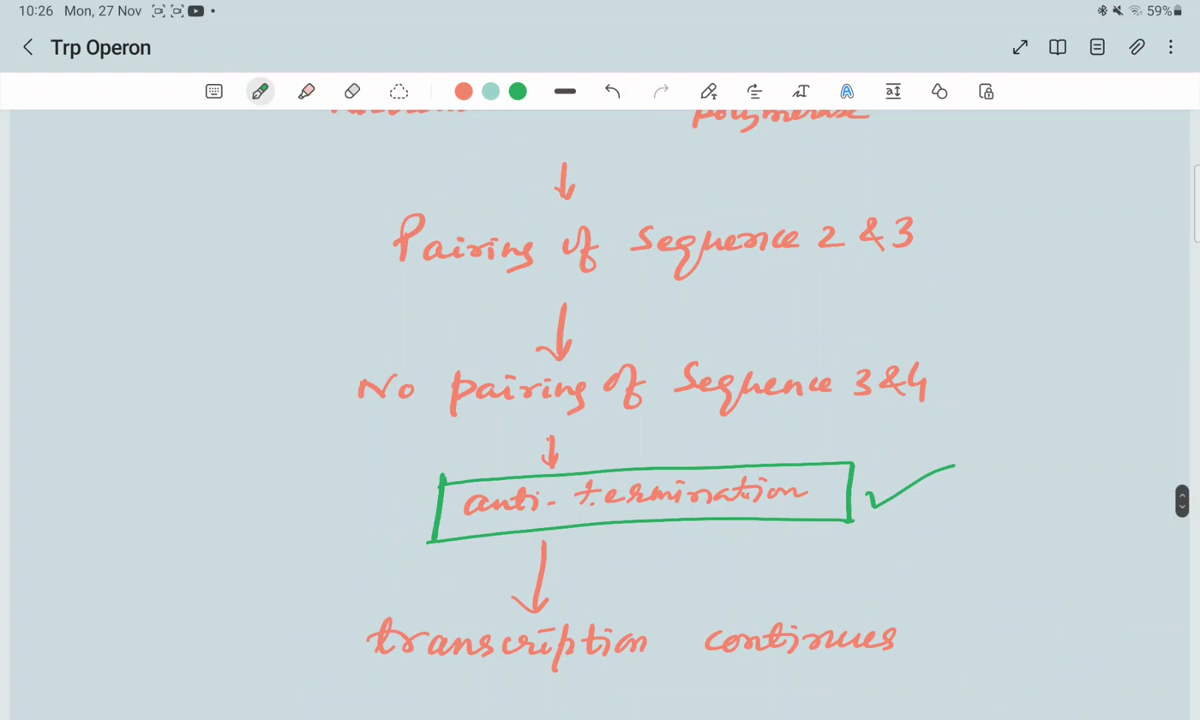 10:26 Mon, 27 Nov
59%
Trp Operon
polymerase
Pairing of Sequence 2 & 3
No pairing of Sequence 3 & 4
anti-termination
transcription continues